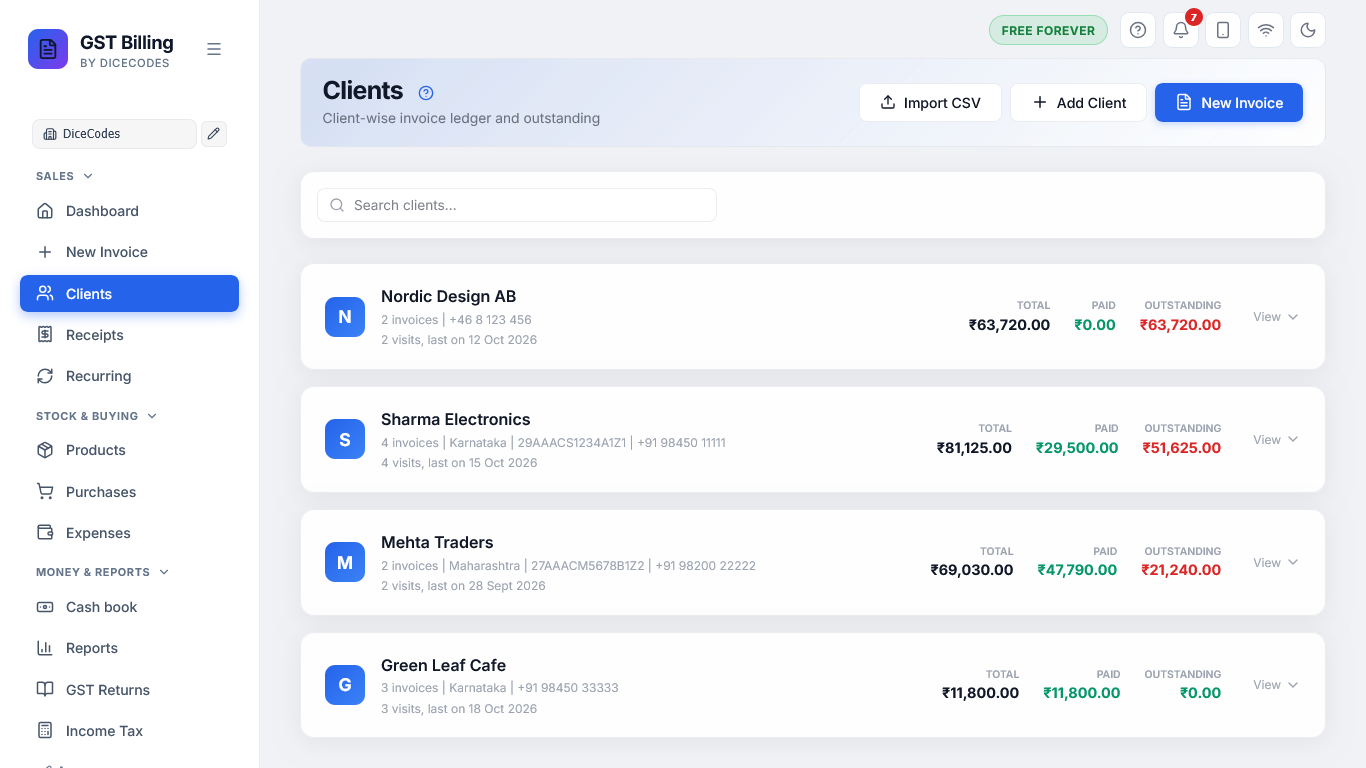 GST Billing
BY DICECODES
DiceCodes
SALES
Dashboard
New Invoice
Clients
Receipts
Recurring
STOCK & BUYING
Products
Purchases
Expenses
MONEY & REPORTS
Cash book
Reports
GST Returns
Income Tax
FREE FOREVER
7
Clients
Client-wise invoice ledger and outstanding
Import CSV
Add Client
New Invoice
Search clients...
N
Nordic Design AB
2 invoices | +46 8 123 456
2 visits, last on 12 Oct 2026
TOTAL PAID OUTSTANDING
₹63,720.00 ₹0.00 ₹63,720.00
View
S
Sharma Electronics
4 invoices | Karnataka | 29AAACS1234A1Z1 | +91 98450 11111
4 visits, last on 15 Oct 2026
TOTAL PAID OUTSTANDING
₹81,125.00 ₹29,500.00 ₹51,625.00
View
M
Mehta Traders
2 invoices | Maharashtra | 27AAACM5678B1Z2 | +91 98200 22222
2 visits, last on 28 Sept 2026
TOTAL PAID OUTSTANDING
₹69,030.00 ₹47,790.00 ₹21,240.00
View
G
Green Leaf Cafe
3 invoices | Karnataka | +91 98450 33333
3 visits, last on 18 Oct 2026
TOTAL PAID OUTSTANDING
₹11,800.00 ₹11,800.00 ₹0.00
View